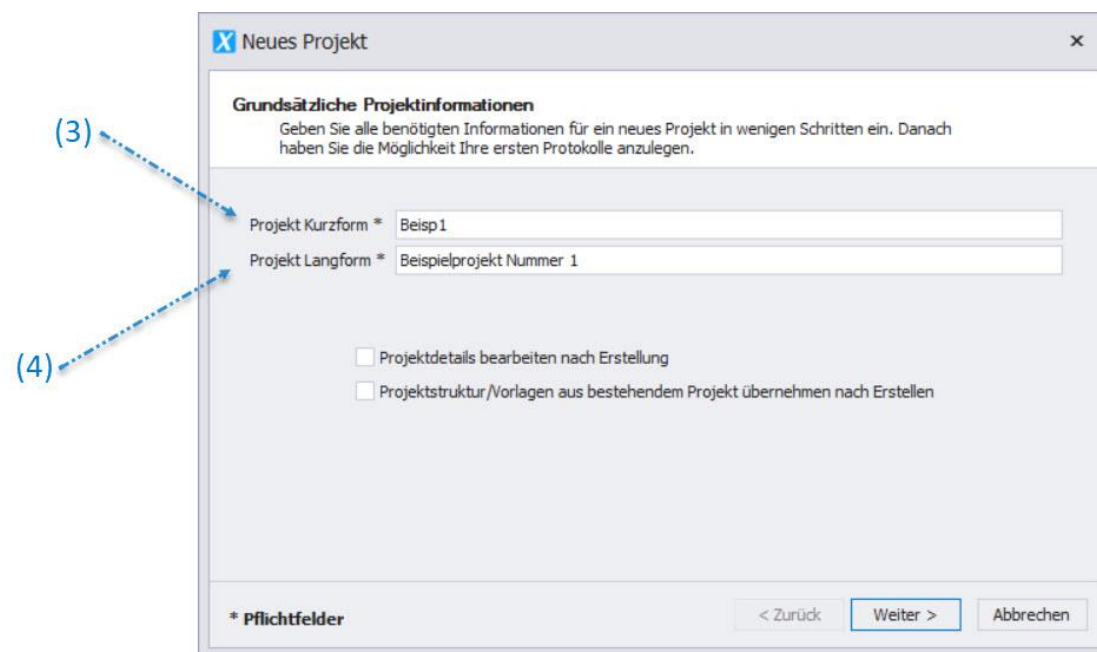 X Neues Projekt
Grundsätzliche Projektinformationen
Geben Sie alle benötigten Informationen für ein neues Projekt in wenigen Schritten ein. Danach
haben Sie die Möglichkeit Ihre ersten Protokolle anzulegen.
(3)
Projekt Kurzform * Beisp1
Projekt Langform * Beispielprojekt Nummer 1
(4)
Projektdetails bearbeiten nach Erstellung
Projektstruktur/Vorlagen aus bestehendem Projekt übernehmen nach Erstellen
* Pflichtfelder < Zurück Weiter > Abbrechen